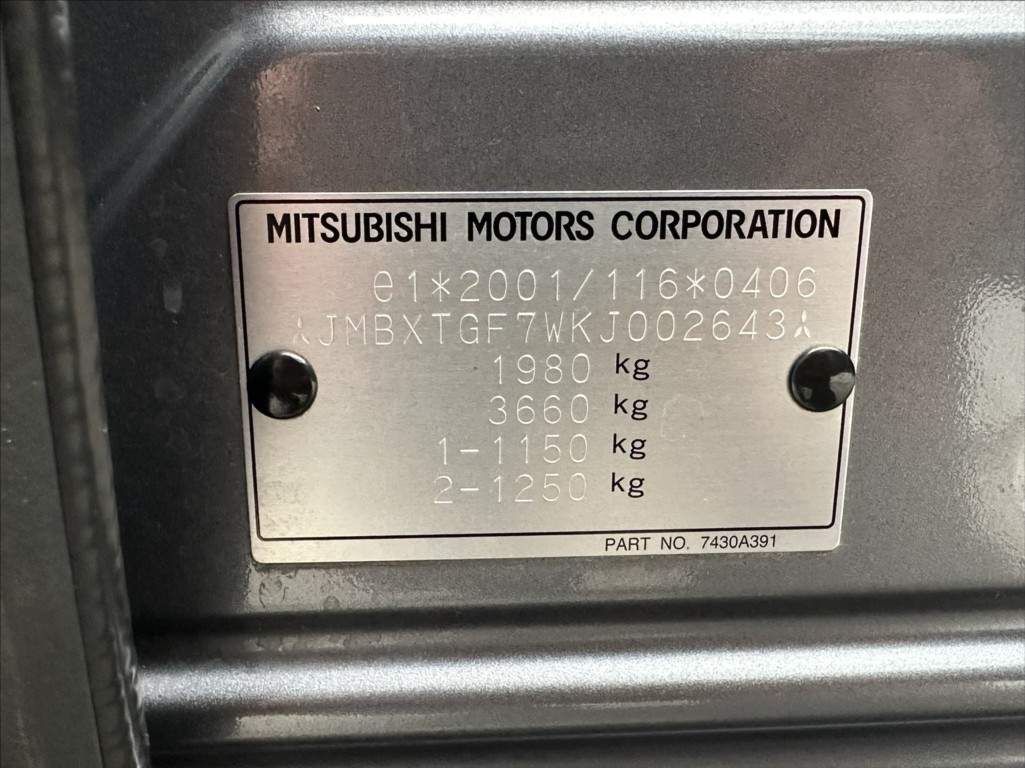 MITSUBISHI MOTORS CORPORATION
e1*2001/116*0406
JMBXTGF7WKJ002643
1980 kg
3660 kg
1-1150 kg
2-1250 kg
PART NO. 7430A391